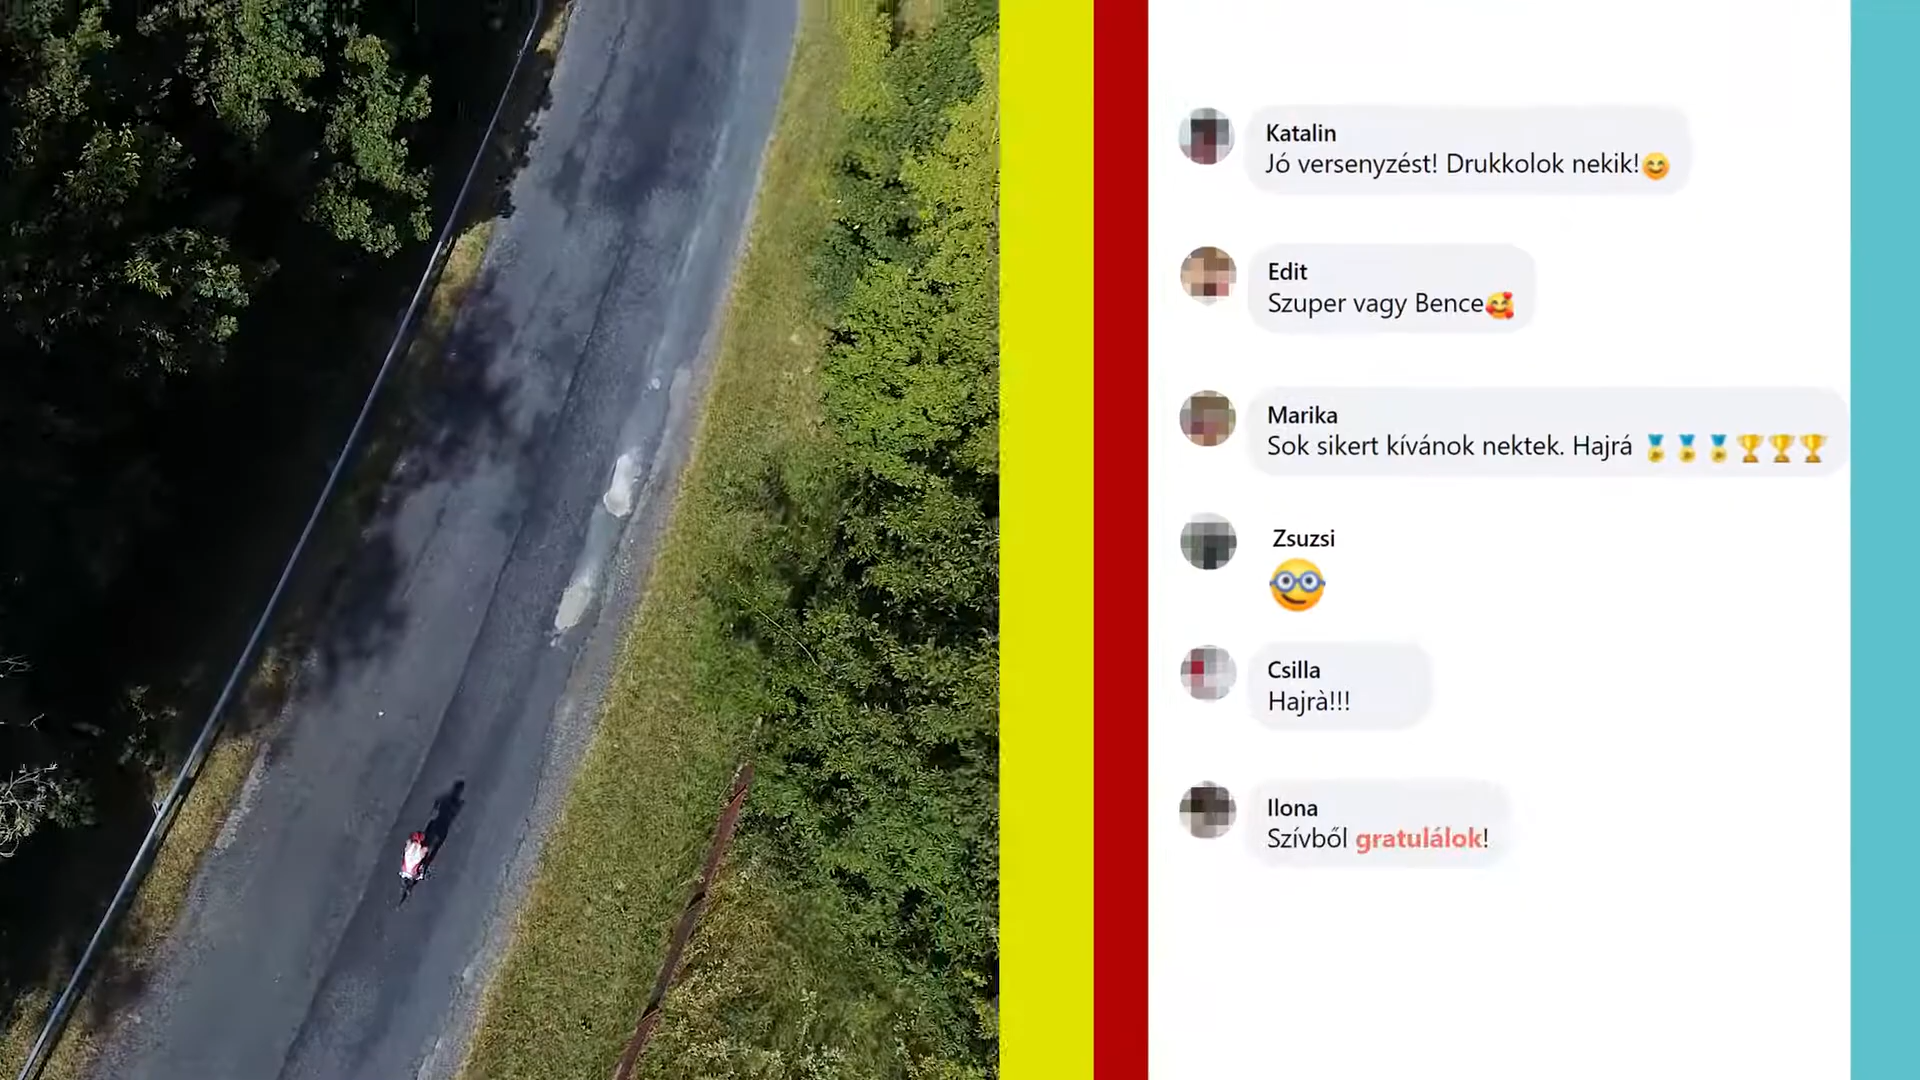 Katalin
Jó versenyzést! Drukkolok nekik!😊
Edit
Szuper vagy Bence🥰
Marika
Sok sikert kívánok nektek. Hajrá 🏅🏅🏅🏆🏆🏆
Zsuzsi
Csilla
Hajrà!!!
Ilona
Szívből gratulálok!